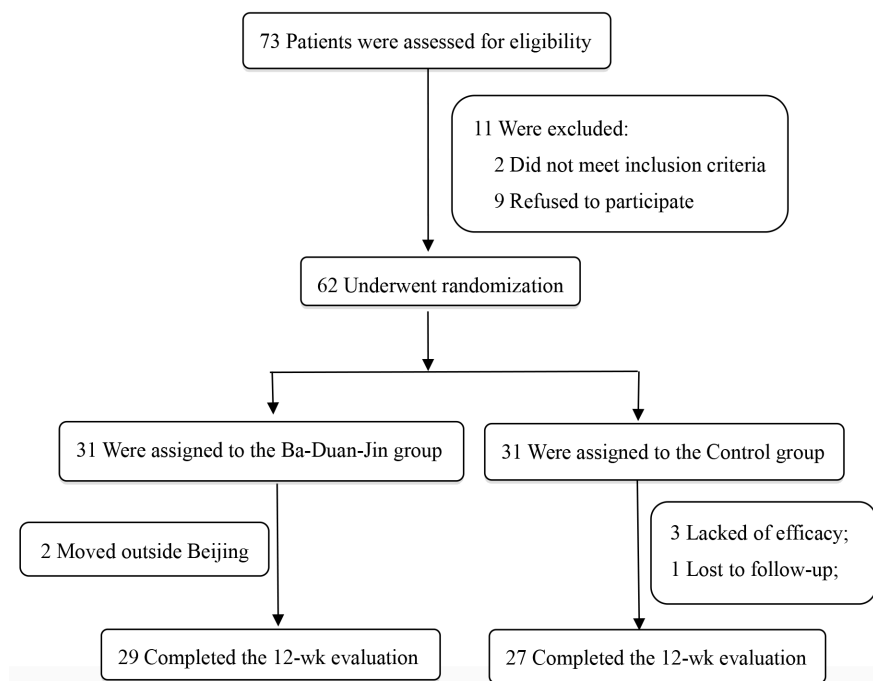 73 Patients were assessed for eligibility
11 Were excluded:
2 Did not meet inclusion criteria
9 Refused to participate
62 Underwent randomization
31 Were assigned to the Ba-Duan-Jin group
31 Were assigned to the Control group
2 Moved outside Beijing
3 Lacked of efficacy;
1 Lost to follow-up;
29 Completed the 12-wk evaluation
27 Completed the 12-wk evaluation